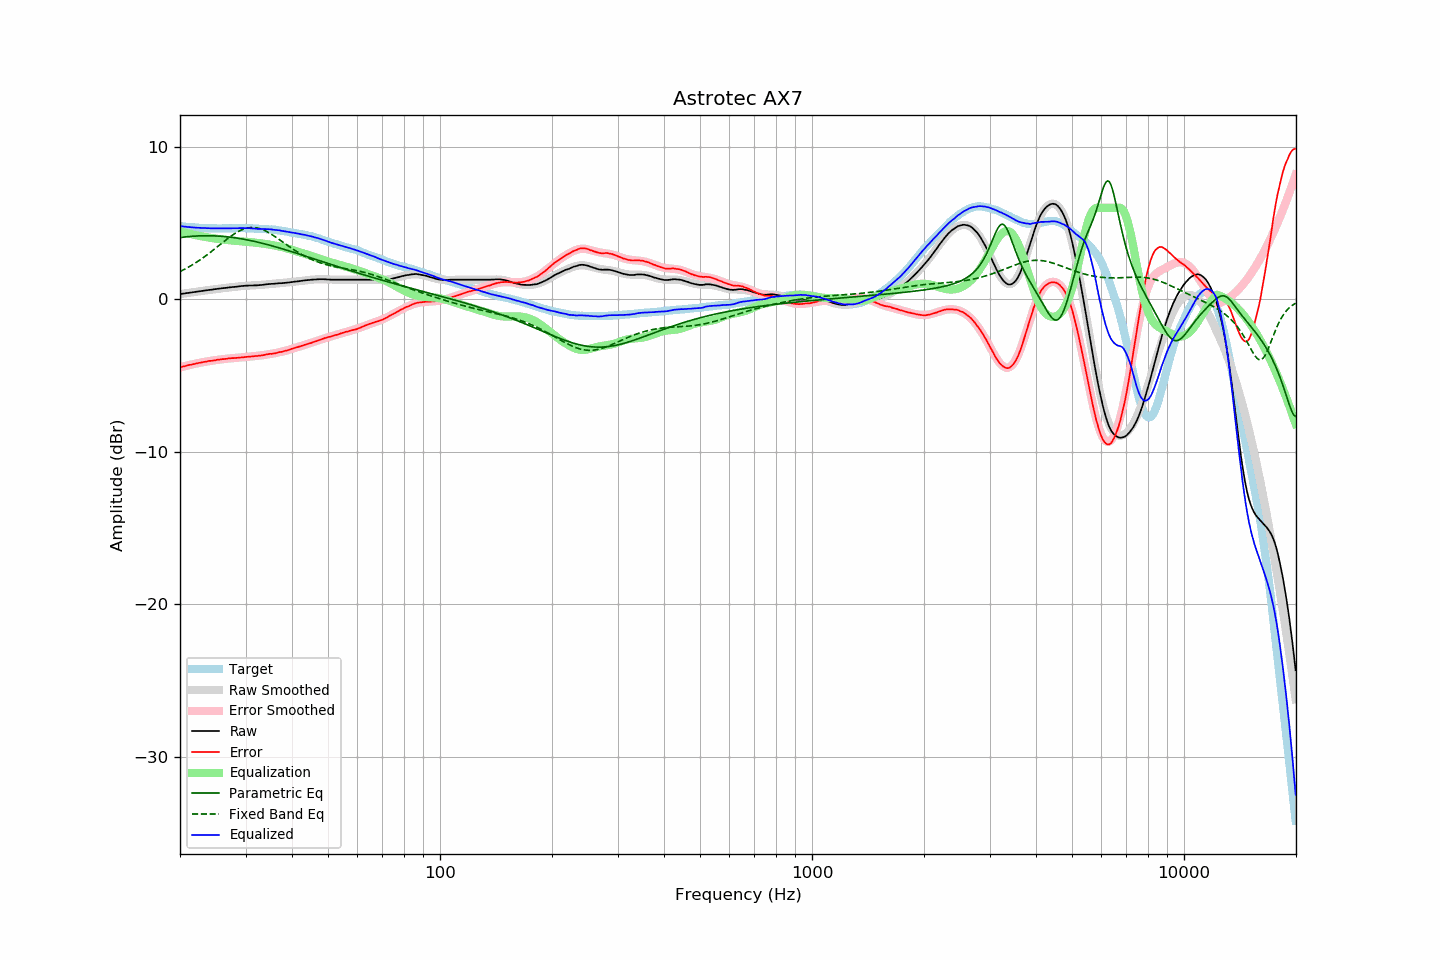 Astrotec AX7
10
0
−10
−20
−30
Amplitude (dBr)
100
1000
10000
Frequency (Hz)
Target
Raw Smoothed
Error Smoothed
Raw
Error
Equalization
Parametric Eq
Fixed Band Eq
Equalized